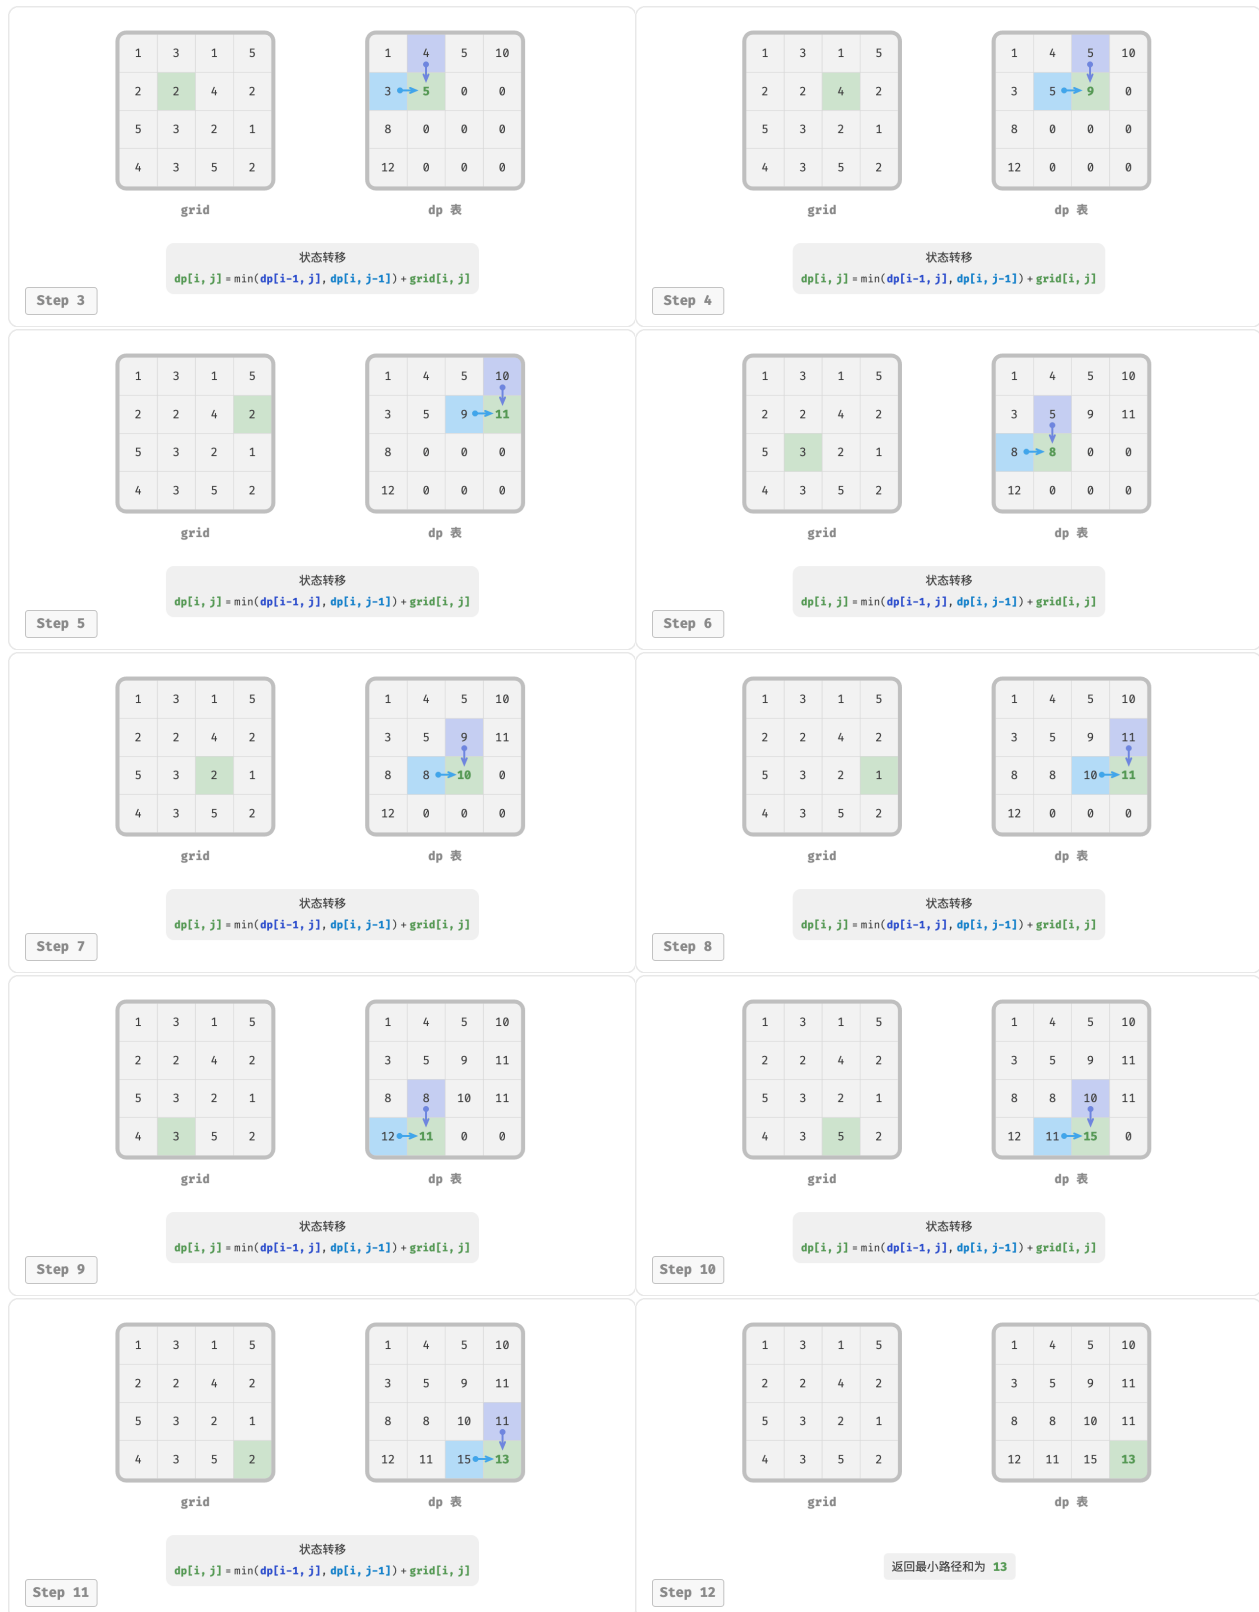 1 3 1 5 1 4 5 10
2 2 4 2 3 5 0 0
5 3 2 1 8 0 0 0
4 3 5 2 12 0 0 0
grid dp 表
状态转移
dp[i, j] = min(dp[i-1, j], dp[i, j-1]) + grid[i, j]
Step 3
1 3 1 5 1 4 5 10
2 2 4 2 3 5 9 0
5 3 2 1 8 0 0 0
4 3 5 2 12 0 0 0
grid dp 表
状态转移
dp[i, j] = min(dp[i-1, j], dp[i, j-1]) + grid[i, j]
Step 4
1 3 1 5 1 4 5 10
2 2 4 2 3 5 9 11
5 3 2 1 8 0 0 0
4 3 5 2 12 0 0 0
grid dp 表
状态转移
dp[i, j] = min(dp[i-1, j], dp[i, j-1]) + grid[i, j]
Step 5
1 3 1 5 1 4 5 10
2 2 4 2 3 5 9 11
5 3 2 1 8 8 0 0
4 3 5 2 12 0 0 0
grid dp 表
状态转移
dp[i, j] = min(dp[i-1, j], dp[i, j-1]) + grid[i, j]
Step 6
1 3 1 5 1 4 5 10
2 2 4 2 3 5 9 11
5 3 2 1 8 8 10 0
4 3 5 2 12 0 0 0
grid dp 表
状态转移
dp[i, j] = min(dp[i-1, j], dp[i, j-1]) + grid[i, j]
Step 7
1 3 1 5 1 4 5 10
2 2 4 2 3 5 9 11
5 3 2 1 8 8 10 11
4 3 5 2 12 0 0 0
grid dp 表
状态转移
dp[i, j] = min(dp[i-1, j], dp[i, j-1]) + grid[i, j]
Step 8
1 3 1 5 1 4 5 10
2 2 4 2 3 5 9 11
5 3 2 1 8 8 10 11
4 3 5 2 12 11 0 0
grid dp 表
状态转移
dp[i, j] = min(dp[i-1, j], dp[i, j-1]) + grid[i, j]
Step 9
1 3 1 5 1 4 5 10
2 2 4 2 3 5 9 11
5 3 2 1 8 8 10 11
4 3 5 2 12 11 15 0
grid dp 表
状态转移
dp[i, j] = min(dp[i-1, j], dp[i, j-1]) + grid[i, j]
Step 10
1 3 1 5 1 4 5 10
2 2 4 2 3 5 9 11
5 3 2 1 8 8 10 11
4 3 5 2 12 11 15 13
grid dp 表
状态转移
dp[i, j] = min(dp[i-1, j], dp[i, j-1]) + grid[i, j]
Step 11
1 3 1 5 1 4 5 10
2 2 4 2 3 5 9 11
5 3 2 1 8 8 10 11
4 3 5 2 12 11 15 13
grid dp 表
返回最小路径和为 13
Step 12